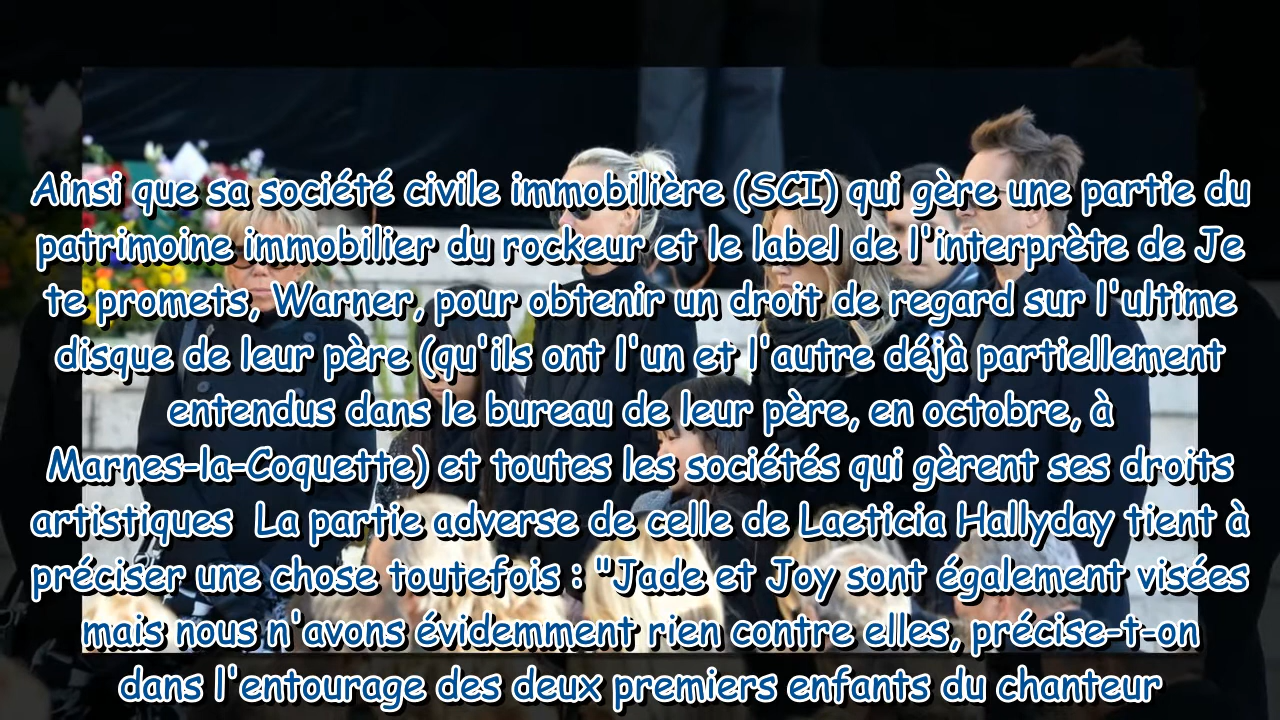 Ainsi que sa société civile immobilière (SCI) qui gère une partie du
patrimoine immobilier du rockeur et le label de l'interprète de Je
te promets, Warner, pour obtenir un droit de regard sur l'ultime
disque de leur père (qu'ils ont l'un et l'autre déjà partiellement
entendus dans le bureau de leur père, en octobre, à
Marnes-la-Coquette) et toutes les sociétés qui gèrent ses droits
artistiques  La partie adverse de celle de Laeticia Hallyday tient à
préciser une chose toutefois : "Jade et Joy sont également visées
mais nous n'avons évidemment rien contre elles, précise-t-on
dans l'entourage des deux premiers enfants du chanteur